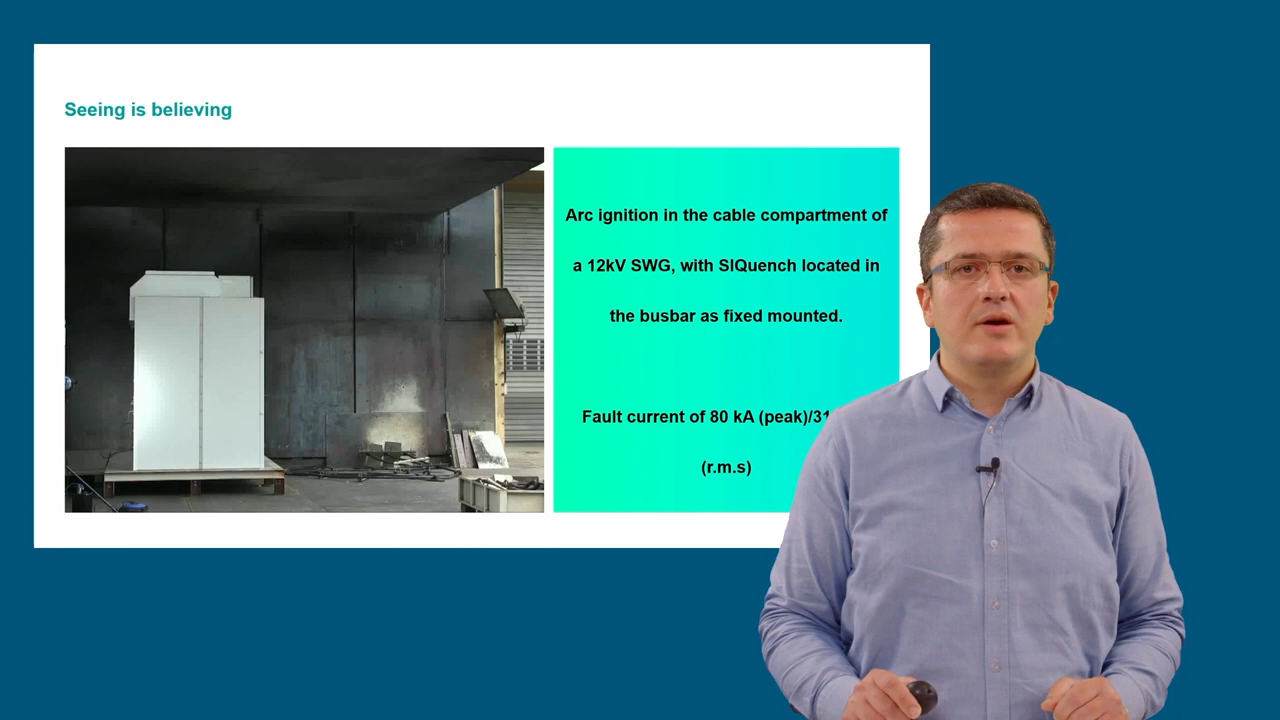 Seeing is believing
Arc ignition in the cable compartment of
a 12kV SWG, with SIQuench located in
the busbar as fixed mounted.
Fault current of 80 kA (peak)/31
(r.m.s)